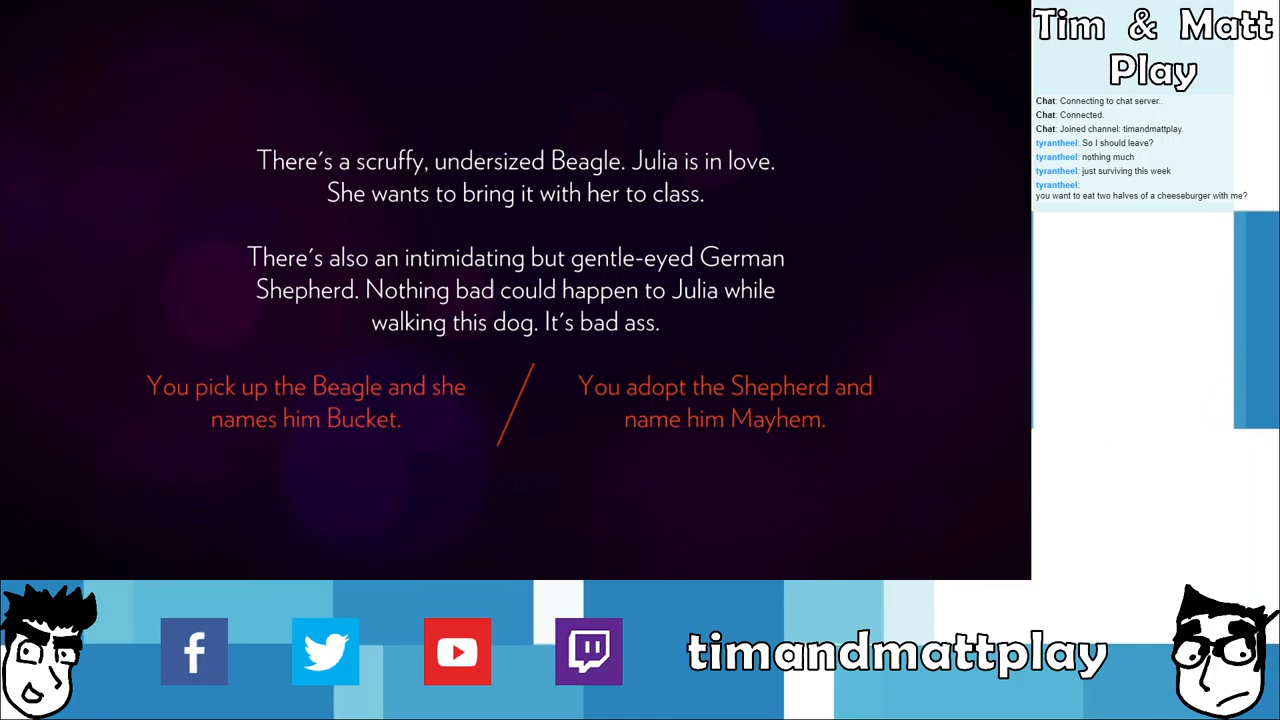 There's a scruffy, undersized Beagle. Julia is in love.
She wants to bring it with her to class.
There's also an intimidating but gentle-eyed German
Shepherd. Nothing bad could happen to Julia while
walking this dog. It's bad ass.
You pick up the Beagle and she
names him Bucket.
You adopt the Shepherd and
name him Mayhem.
Tim & Matt
Play
Chat: Connecting to chat server..
Chat: Connected.
Chat: Joined channel: timandmattplay.
tyrantheel: So I should leave?
tyrantheel: nothing much
tyrantheel: just surviving this week
tyrantheel:
you want to eat two halves of a cheeseburger with me?
timandmattplay